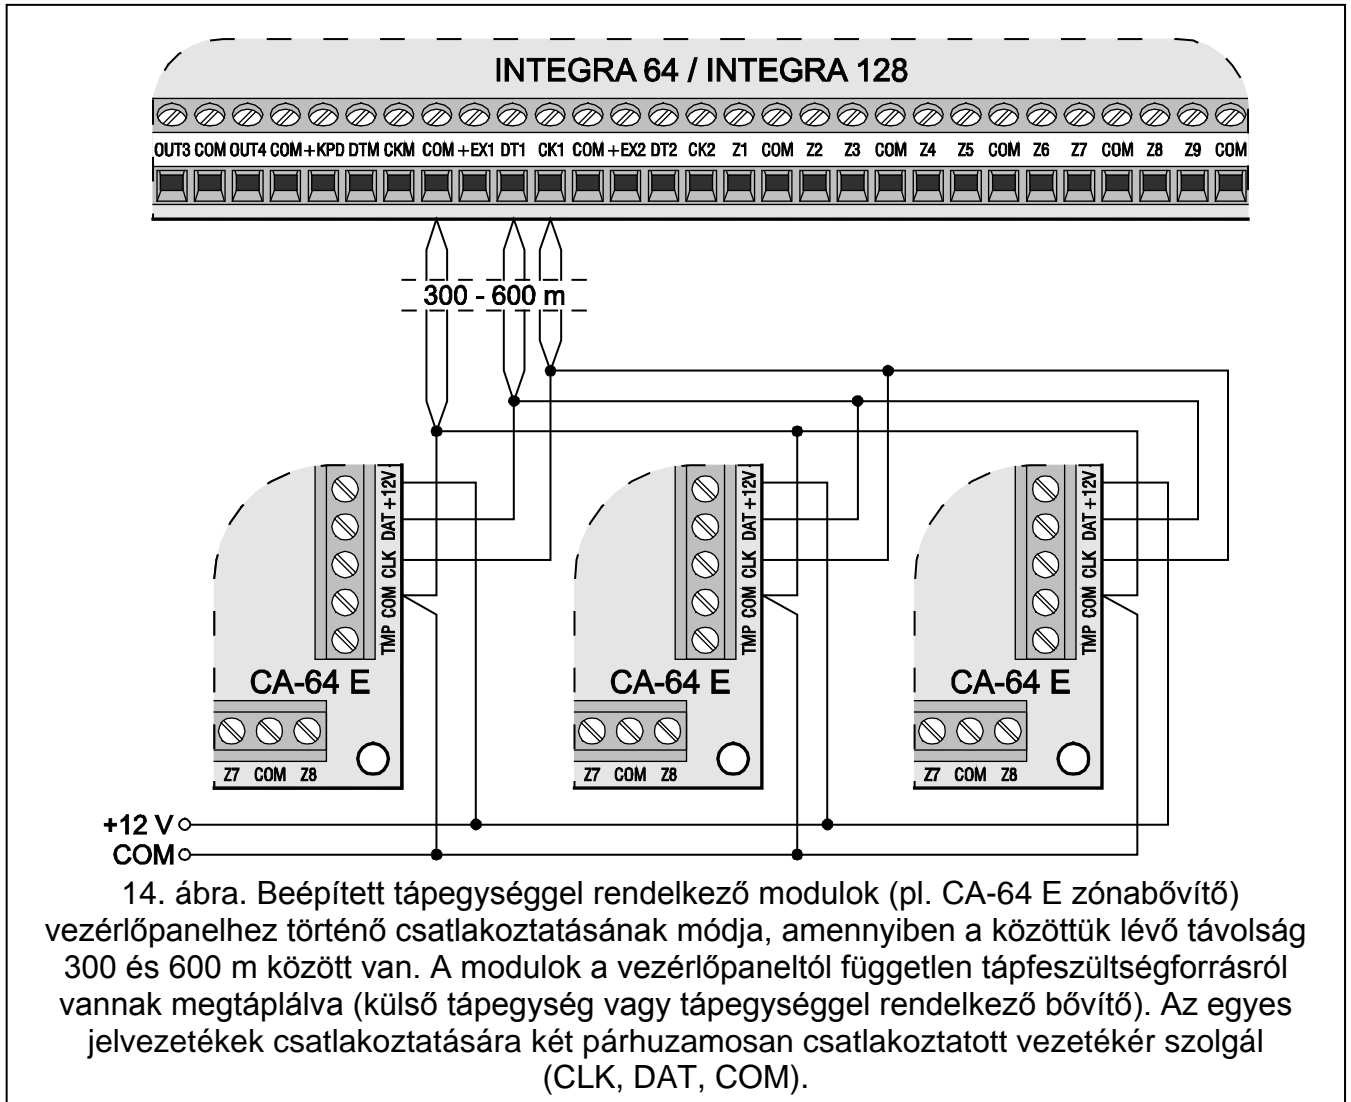 INTEGRA 64 / INTEGRA 128
OUT3 COM OUT4 COM +KPD DTM CKM COM +EX1 DT1 CK1 COM +EX2 DT2 CK2 Z1 COM Z2 Z3 COM Z4 Z5 COM Z6 Z7 COM Z8 Z9 COM
300 - 600 m
TMP COM CLK DAT +12V
CA-64 E
Z7 COM Z8
TMP COM CLK DAT +12V
CA-64 E
Z7 COM Z8
TMP COM CLK DAT +12V
CA-64 E
Z7 COM Z8
+12 V
COM
14. ábra. Beépített tápegységgel rendelkező modulok (pl. CA-64 E zónabővítő)
vezérlőpanelhez történő csatlakoztatásának módja, amennyiben a közöttük lévő távolság
300 és 600 m között van. A modulok a vezérlőpaneltól független tápfeszültségforrásról
vannak megtáplálva (külső tápegység vagy tápegységgel rendelkező bővítő). Az egyes
jelvezetékek csatlakoztatására két párhuzamosan csatlakoztatott vezetékér szolgál
(CLK, DAT, COM).